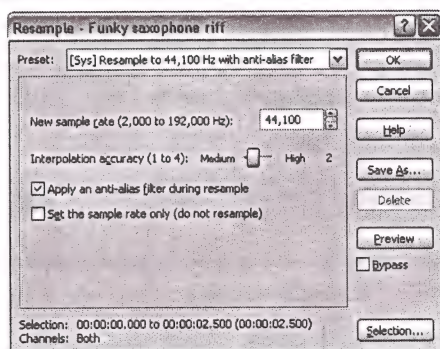 Resample - Funky saxophone riff
Preset: [Sys] Resample to 44,100 Hz with anti-alias filter
OK
Cancel
New sample rate (2,000 to 192,000 Hz): 44,100
Help
Interpolation accuracy (1 to 4): Medium High 2
Save As...
Apply an anti-alias filter during resample
Delete
Set the sample rate only (do not resample)
Preview
Bypass
Selection: 00:00:00.000 to 00:00:02.500 (00:00:02.500)
Channels: Both
Selection...